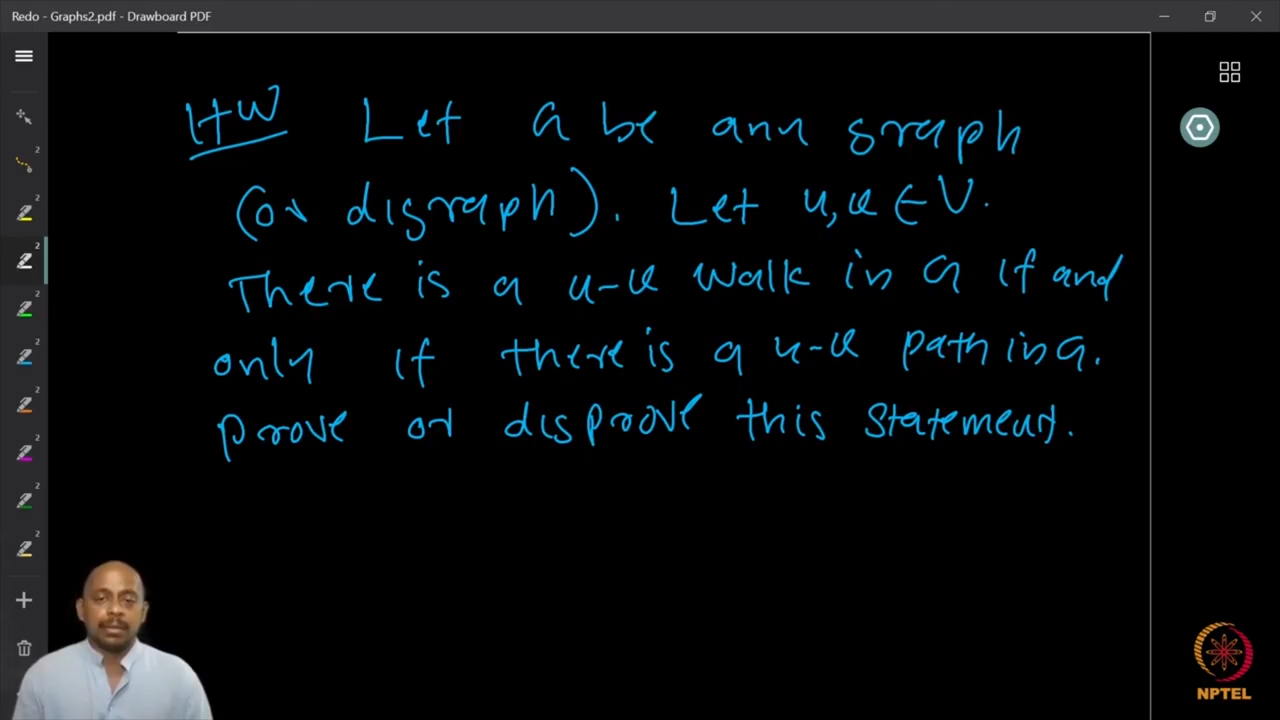 Redo - Graphs2.pdf - Drawboard PDF
HW Let G be any graph
(or digraph). Let u,v ∈ V.
There is a u-v walk in G if and
only if there is a u-v path in G.
Prove or disprove this statement.
NPTEL